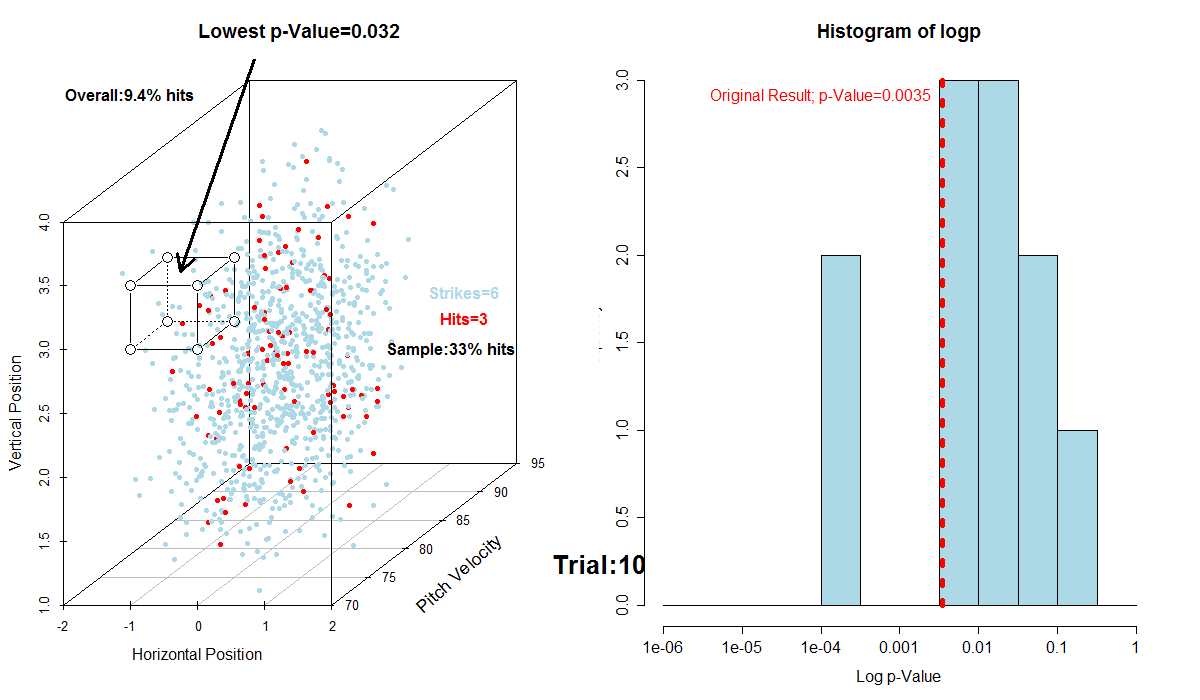 Lowest p-Value=0.032
Overall:9.4% hits
Strikes=6
Hits=3
Sample:33% hits
Vertical Position
4.0
3.5
3.0
2.5
2.0
1.5
1.0
-2
-1
0
1
2
Horizontal Position
70
75
80
85
90
95
Pitch Velocity
Trial:10
Histogram of logp
Original Result; p-Value=0.0035
3.0
2.5
2.0
1.5
1.0
0.5
0.0
1e-06
1e-05
1e-04
0.001
0.01
0.1
1
Log p-Value